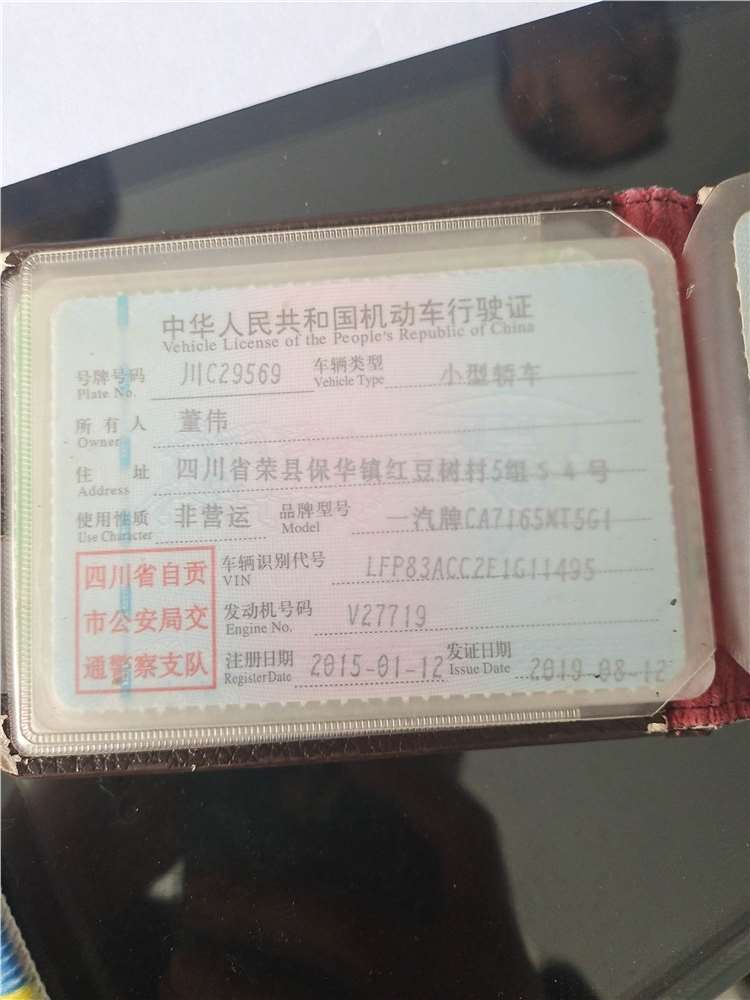 中华人民共和国机动车行驶证
Vehicle License of the People's Republic of China
号牌号码 川C29569 车辆类型 小型轿车
Plate No. Vehicle Type
所有人 董伟
Owner
住址 四川省荣县保华镇红豆树村5组54号
Address
使用性质 非营运 品牌型号 一汽牌CA7165MT5G1
Use Character Model
四川省自贡
市公安局交
通警察支队
车辆识别代号 LFP83ACC2E1G11495
VIN
发动机号码 V27719
Engine No.
注册日期 2015-01-12 发证日期 2019-08-12
Register Date Issue Date